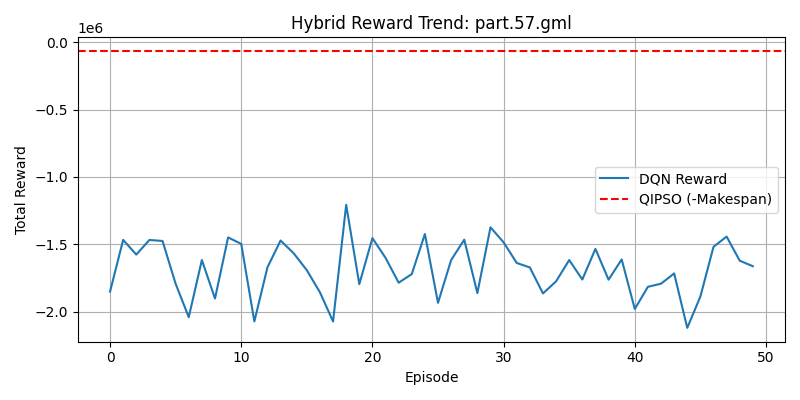 Hybrid Reward Trend: part.57.gml
1e6
0.0
−0.5
−1.0
−1.5
−2.0
Total Reward
DQN Reward
QIPSO (-Makespan)
0 10 20 30 40 50
Episode